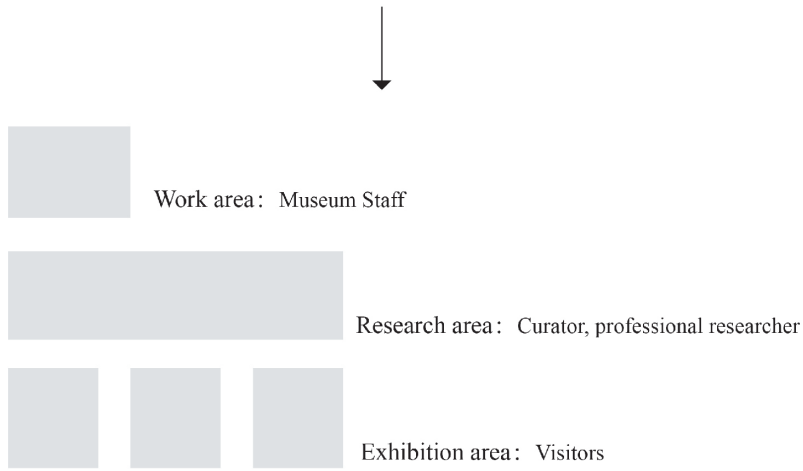 Work area: Museum Staff
Research area: Curator, professional researcher
Exhibition area: Visitors